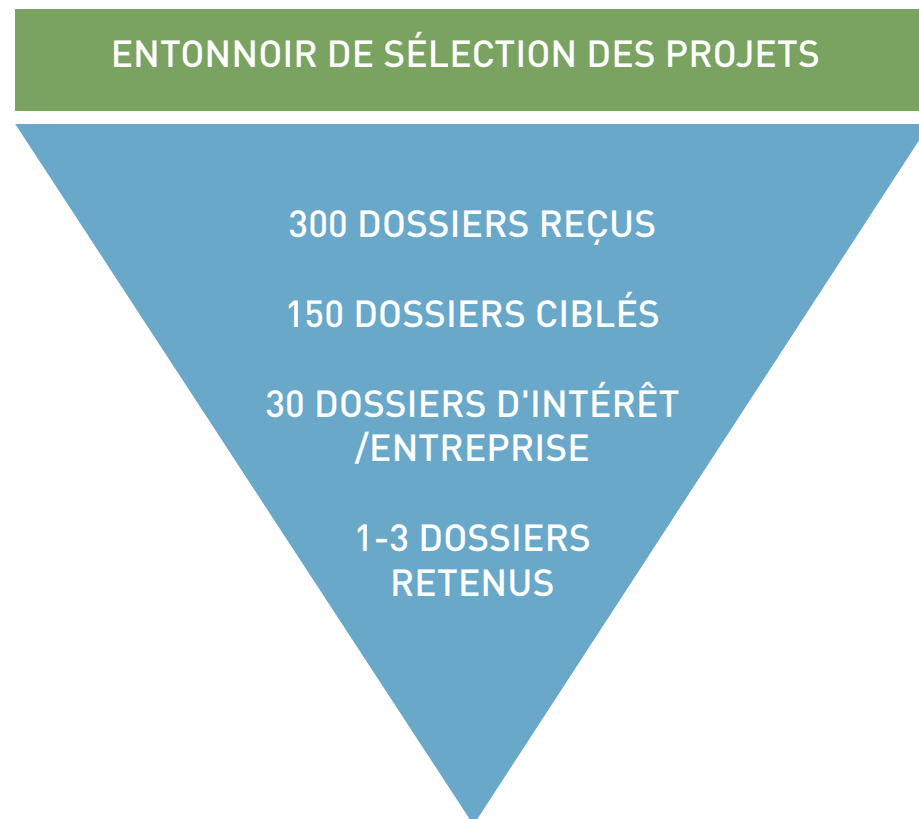 ENTONNOIR DE SÉLECTION DES PROJETS
300 DOSSIERS REÇUS
150 DOSSIERS CIBLÉS
30 DOSSIERS D'INTÉRÊT
/ENTREPRISE
1-3 DOSSIERS
RETENUS